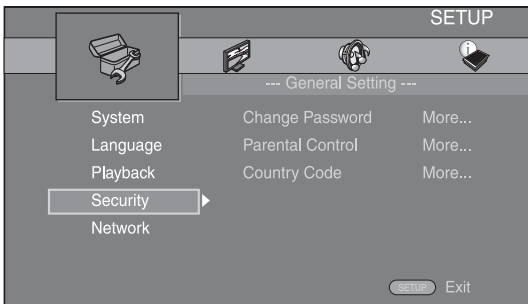 SETUP
--- General Setting ---
System Change Password More...
Language Parental Control More...
Playback Country Code More...
Security
Network
SETUP Exit